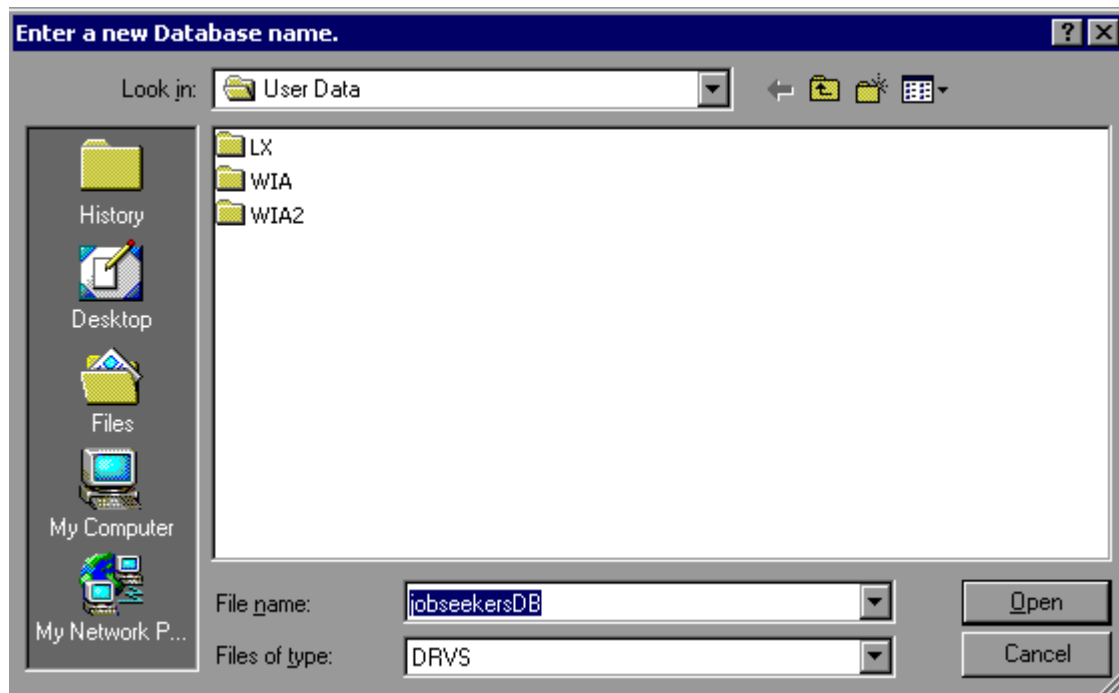 Enter a new Database name.
Look in: User Data
LX
WIA
WIA2
History
Desktop
Files
My Computer
My Network P...
File name: jobseekersDB Open
Files of type: DRVS Cancel